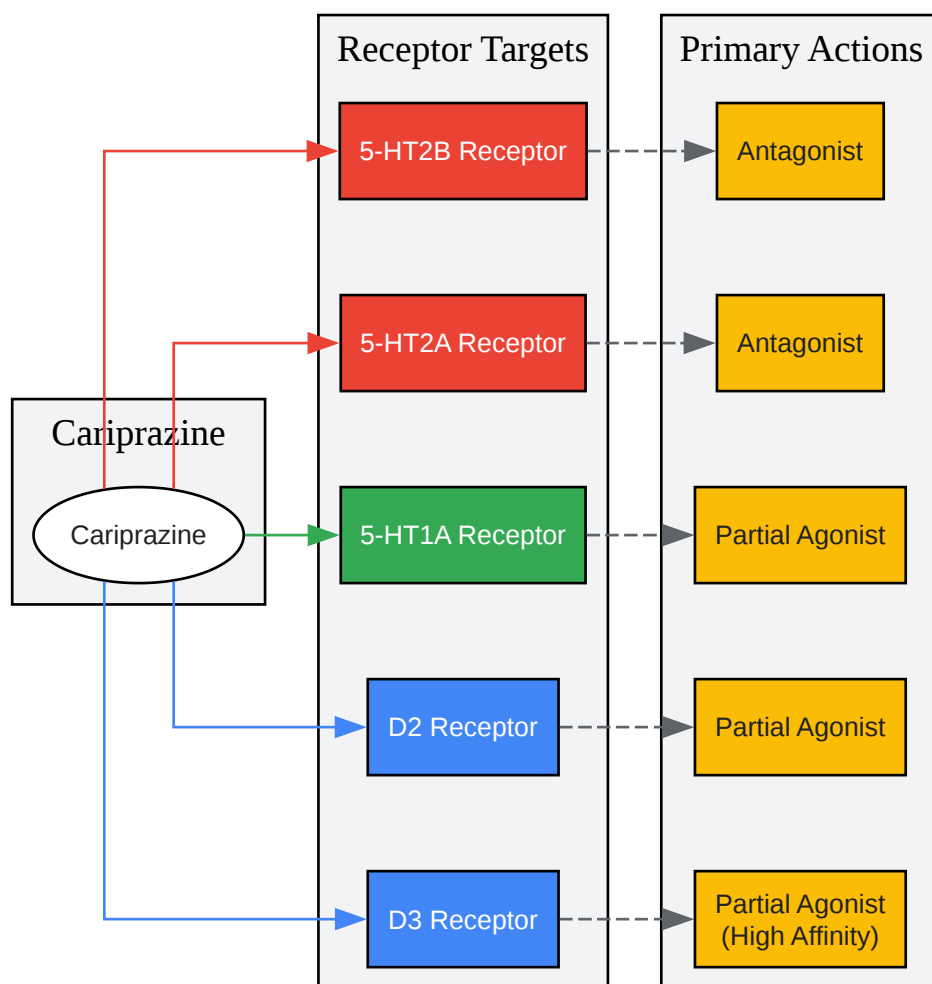 Receptor Targets
Primary Actions
5-HT2B Receptor
Antagonist
5-HT2A Receptor
Antagonist
Cariprazine
Cariprazine
5-HT1A Receptor
Partial Agonist
D2 Receptor
Partial Agonist
D3 Receptor
Partial Agonist
(High Affinity)